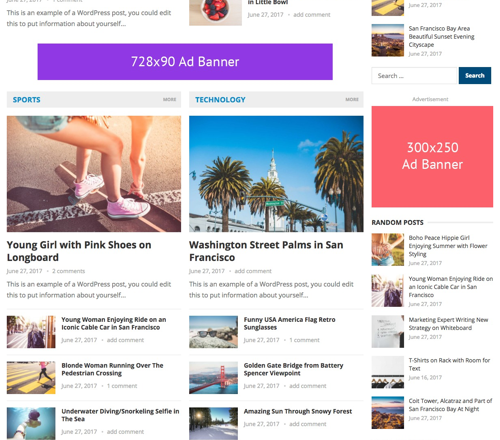 June 27, 2017 • 1 comment
This is an example of a WordPress post, you could edit
this to put information about yourself...
in Little Bowl
June 27, 2017 • add comment
728x90 Ad Banner
SPORTS
MORE
Young Girl with Pink Shoes on
Longboard
June 27, 2017 • 2 comments
This is an example of a WordPress post, you could edit
this to put information about yourself...
Young Woman Enjoying Ride on an
Iconic Cable Car in San Francisco
June 27, 2017 • add comment
Blonde Woman Running Over The
Pedestrian Crossing
June 27, 2017 • 1 comment
Underwater Diving/Snorkeling Selfie in
The Sea
June 27, 2017 • add comment
TECHNOLOGY
MORE
Washington Street Palms in San
Francisco
June 27, 2017 • add comment
This is an example of a WordPress post, you could edit
this to put information about yourself...
Funny USA America Flag Retro
Sunglasses
June 27, 2017 • 1 comment
Golden Gate Bridge from Battery
Spencer Viewpoint
June 27, 2017 • add comment
Amazing Sun Through Snowy Forest
June 27, 2017 • add comment
June 27, 2017
San Francisco Bay Area
Beautiful Sunset Evening
Cityscape
June 27, 2017
Search ...
Search
Advertisement
300x250
Ad Banner
RANDOM POSTS
Boho Peace Hippie Girl
Enjoying Summer with Flower
Styling
June 27, 2017
Young Woman Enjoying Ride on
an Iconic Cable Car in San
Francisco
June 27, 2017
Marketing Expert Writing New
Strategy on Whiteboard
June 27, 2017
T-Shirts on Rack with Room for
Text
June 16, 2017
Coit Tower, Alcatraz and Part of
San Francisco Bay At Night
June 27, 2017